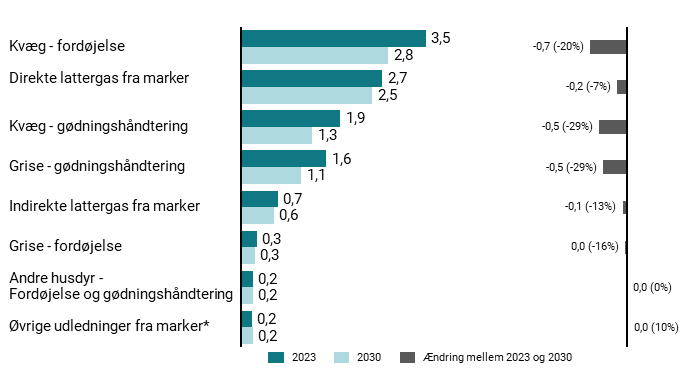 Kvæg - fordøjelse 3,5 -0,7 (-20%)
2,8
Direkte lattergas fra marker 2,7 -0,2 (-7%)
2,5
Kvæg - gødningshåndtering 1,9 -0,5 (-29%)
1,3
Grise - gødningshåndtering 1,6 -0,5 (-29%)
1,1
Indirekte lattergas fra marker 0,7 -0,1 (-13%)
0,6
Grise - fordøjelse 0,3 0,0 (-16%)
0,3
Andre husdyr - 0,2
Fordøjelse og gødningshåndtering 0,2 0,0 (0%)
Øvrige udledninger fra marker* 0,2 0,0 (10%)
0,2
2023 2030 Ændring mellem 2023 og 2030